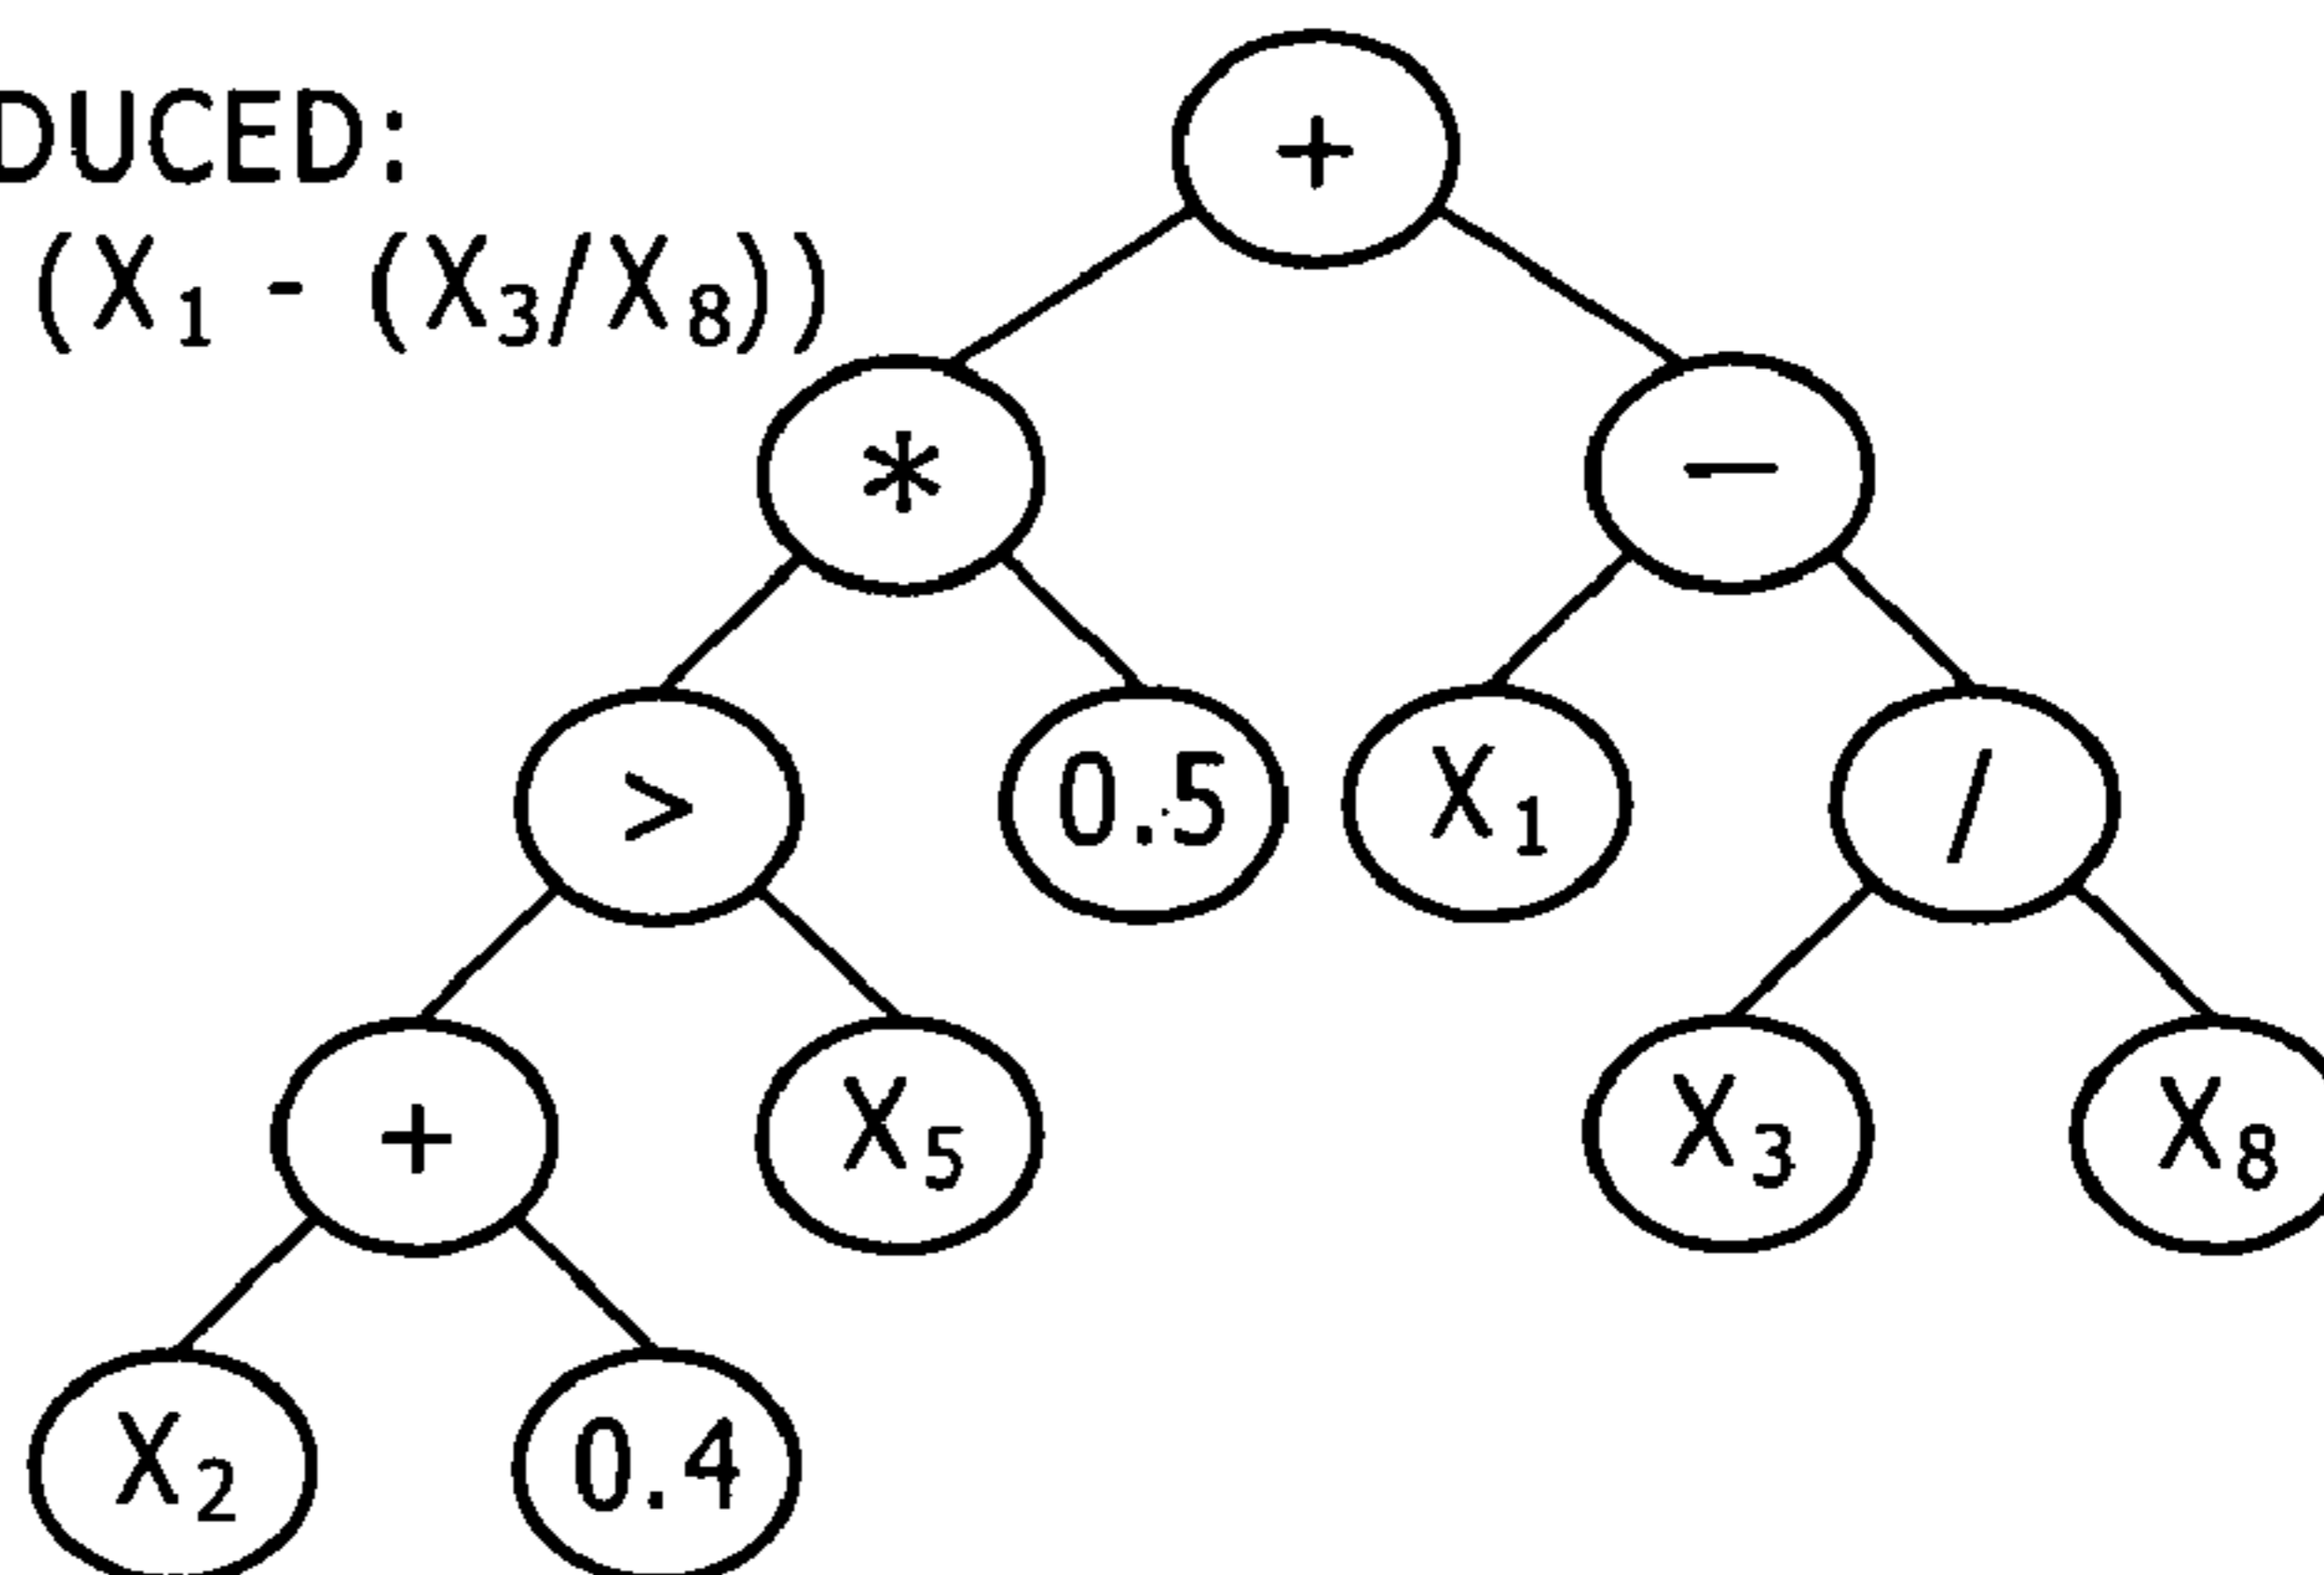 DUCED:
(X₁ - (X₃/X₈))
+
* —
> 0.5 X₁ /
+ X₅ X₃ X₈
X₂ 0.4